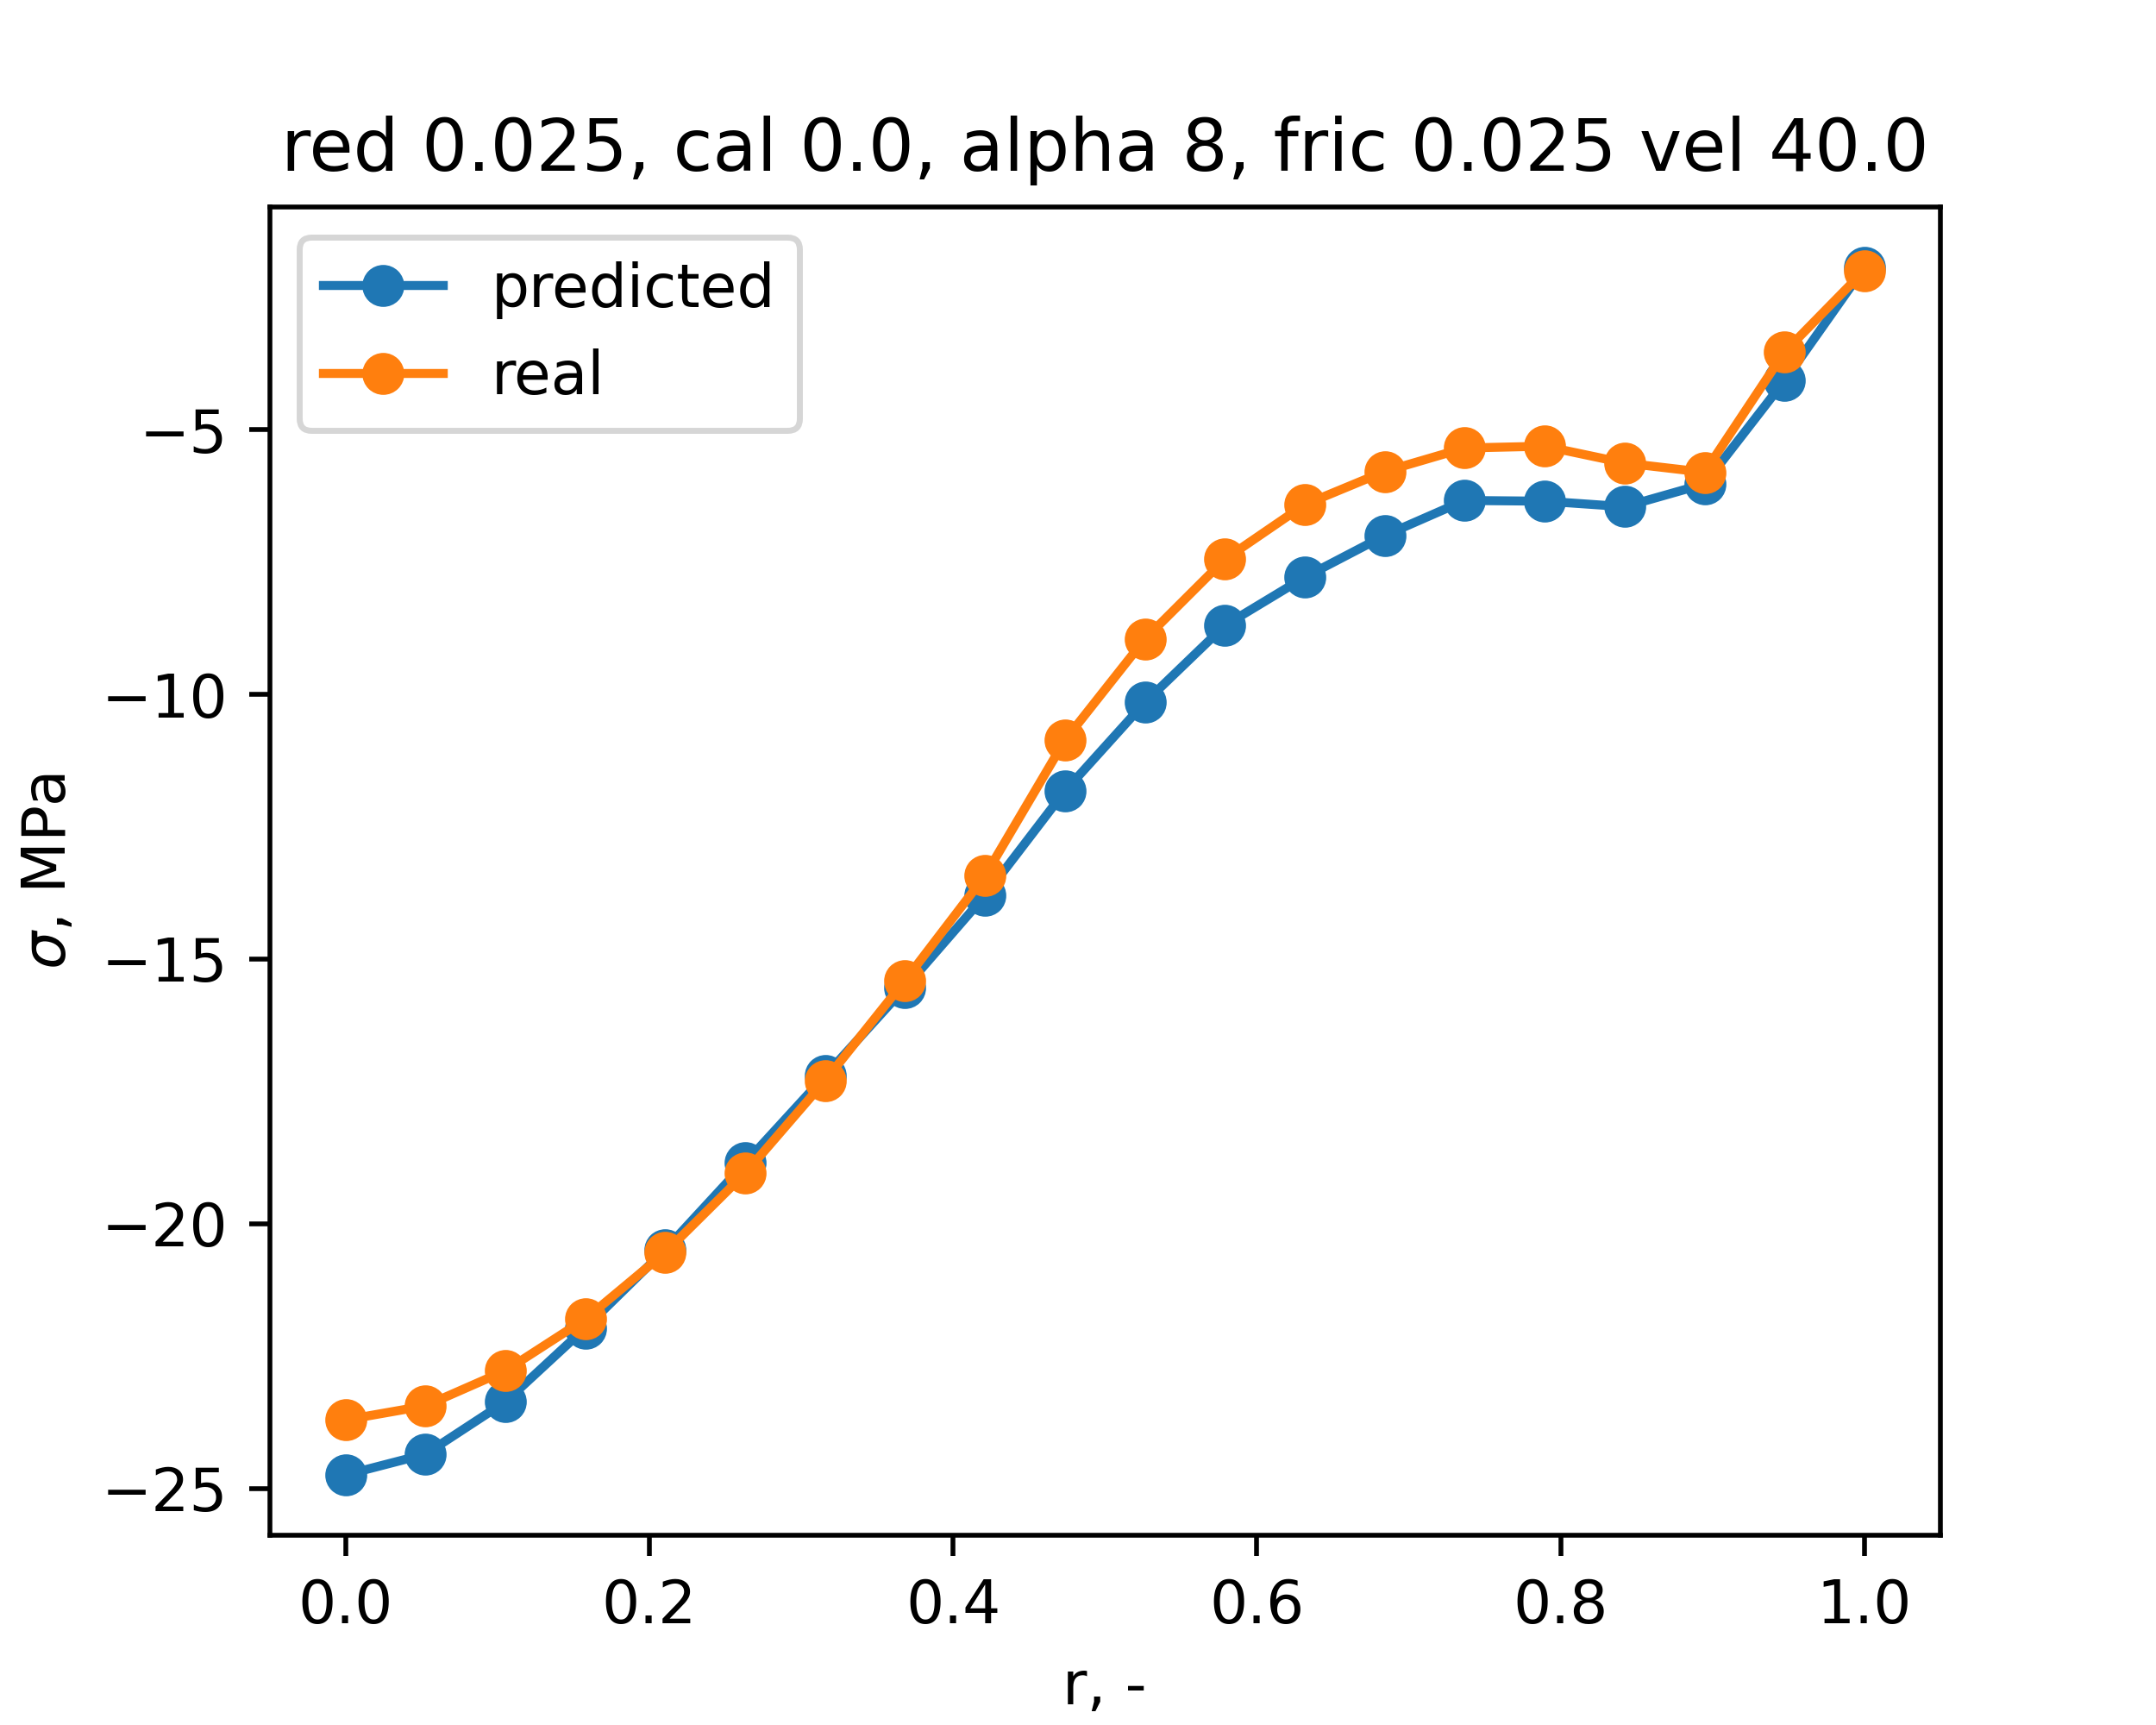 red 0.025, cal 0.0, alpha 8, fric 0.025 vel 40.0
predicted
real
−5
−10
−15
−20
−25
σ, MPa
0.0 0.2 0.4 0.6 0.8 1.0
r, -